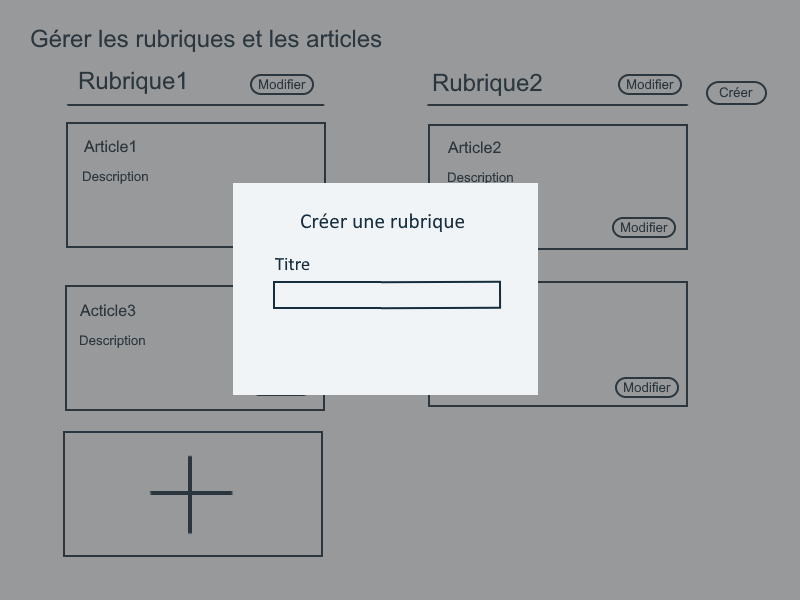 Gérer les rubriques et les articles
Rubrique1
Modifier
Rubrique2
Modifier
Créer
Article1
Description
Article2
Description
Modifier
Créer une rubrique
Titre
Acticle3
Description
Modifier